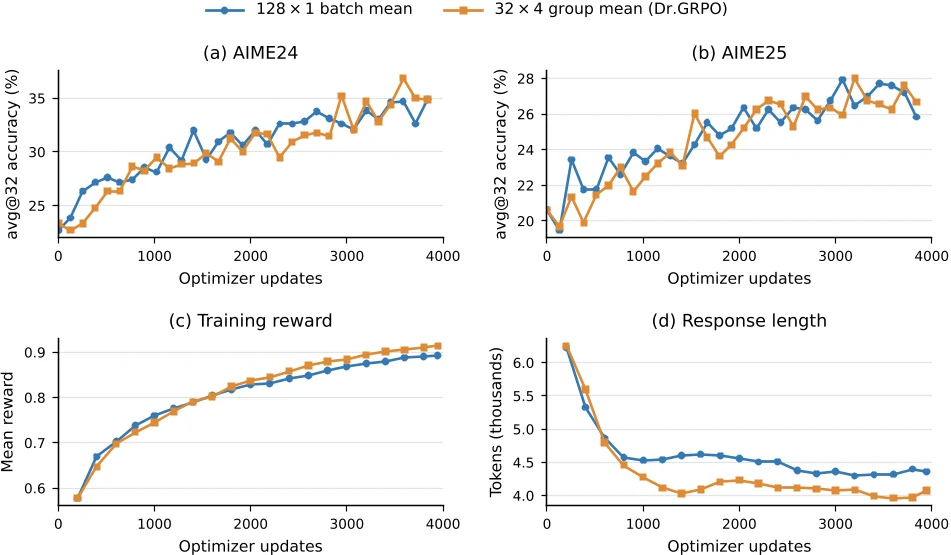 128 × 1 batch mean
32 × 4 group mean (Dr.GRPO)
(a) AIME24
avg@32 accuracy (%)
35
30
25
0 1000 2000 3000 4000
Optimizer updates
(b) AIME25
avg@32 accuracy (%)
28
26
24
22
20
0 1000 2000 3000 4000
Optimizer updates
(c) Training reward
Mean reward
0.9
0.8
0.7
0.6
0 1000 2000 3000 4000
Optimizer updates
(d) Response length
Tokens (thousands)
6.0
5.5
5.0
4.5
4.0
0 1000 2000 3000 4000
Optimizer updates